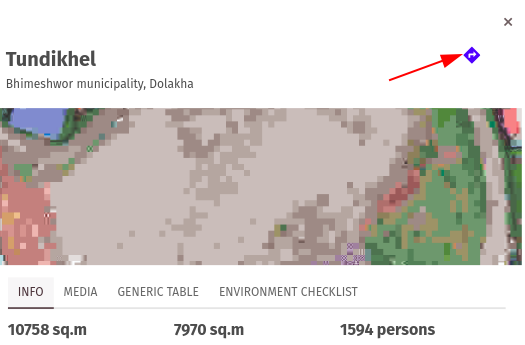 ×
Tundikhel
Bhimeshwor municipality, Dolakha
INFO MEDIA GENERIC TABLE ENVIRONMENT CHECKLIST
10758 sq.m 7970 sq.m 1594 persons